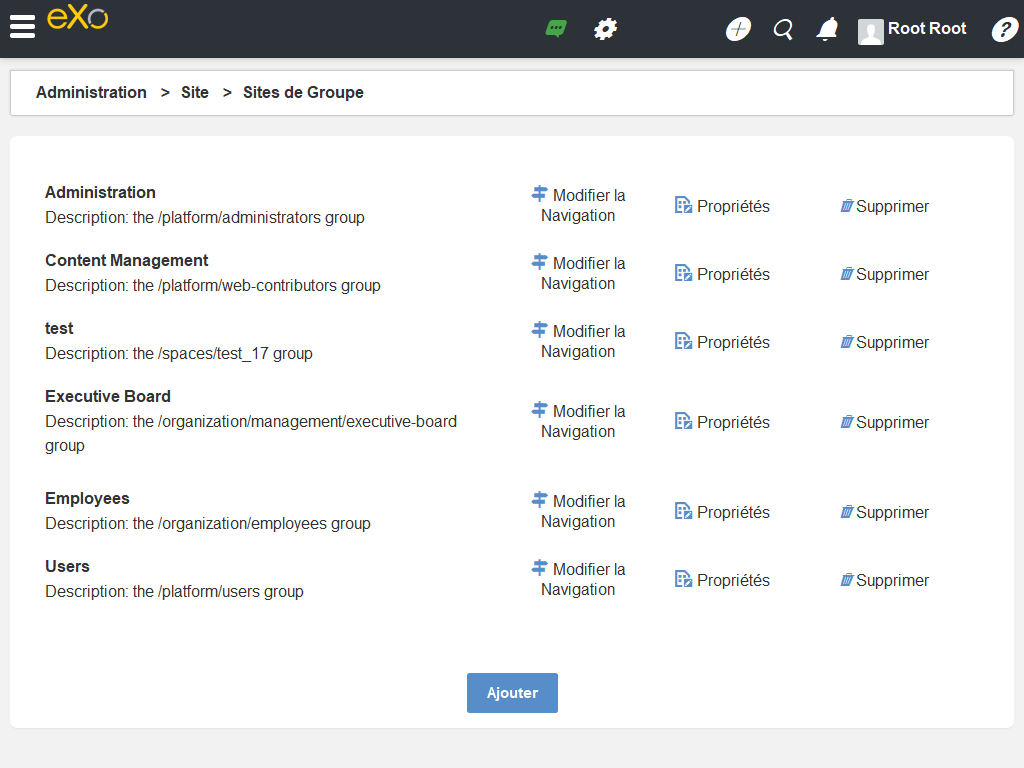 eXo
Root Root
?
Administration > Site > Sites de Groupe
Administration
Description: the /platform/administrators group
Modifier la
Navigation
Propriétés
Supprimer
Content Management
Description: the /platform/web-contributors group
Modifier la
Navigation
Propriétés
Supprimer
test
Description: the /spaces/test_17 group
Modifier la
Navigation
Propriétés
Supprimer
Executive Board
Description: the /organization/management/executive-board
group
Modifier la
Navigation
Propriétés
Supprimer
Employees
Description: the /organization/employees group
Modifier la
Navigation
Propriétés
Supprimer
Users
Description: the /platform/users group
Modifier la
Navigation
Propriétés
Supprimer
Ajouter